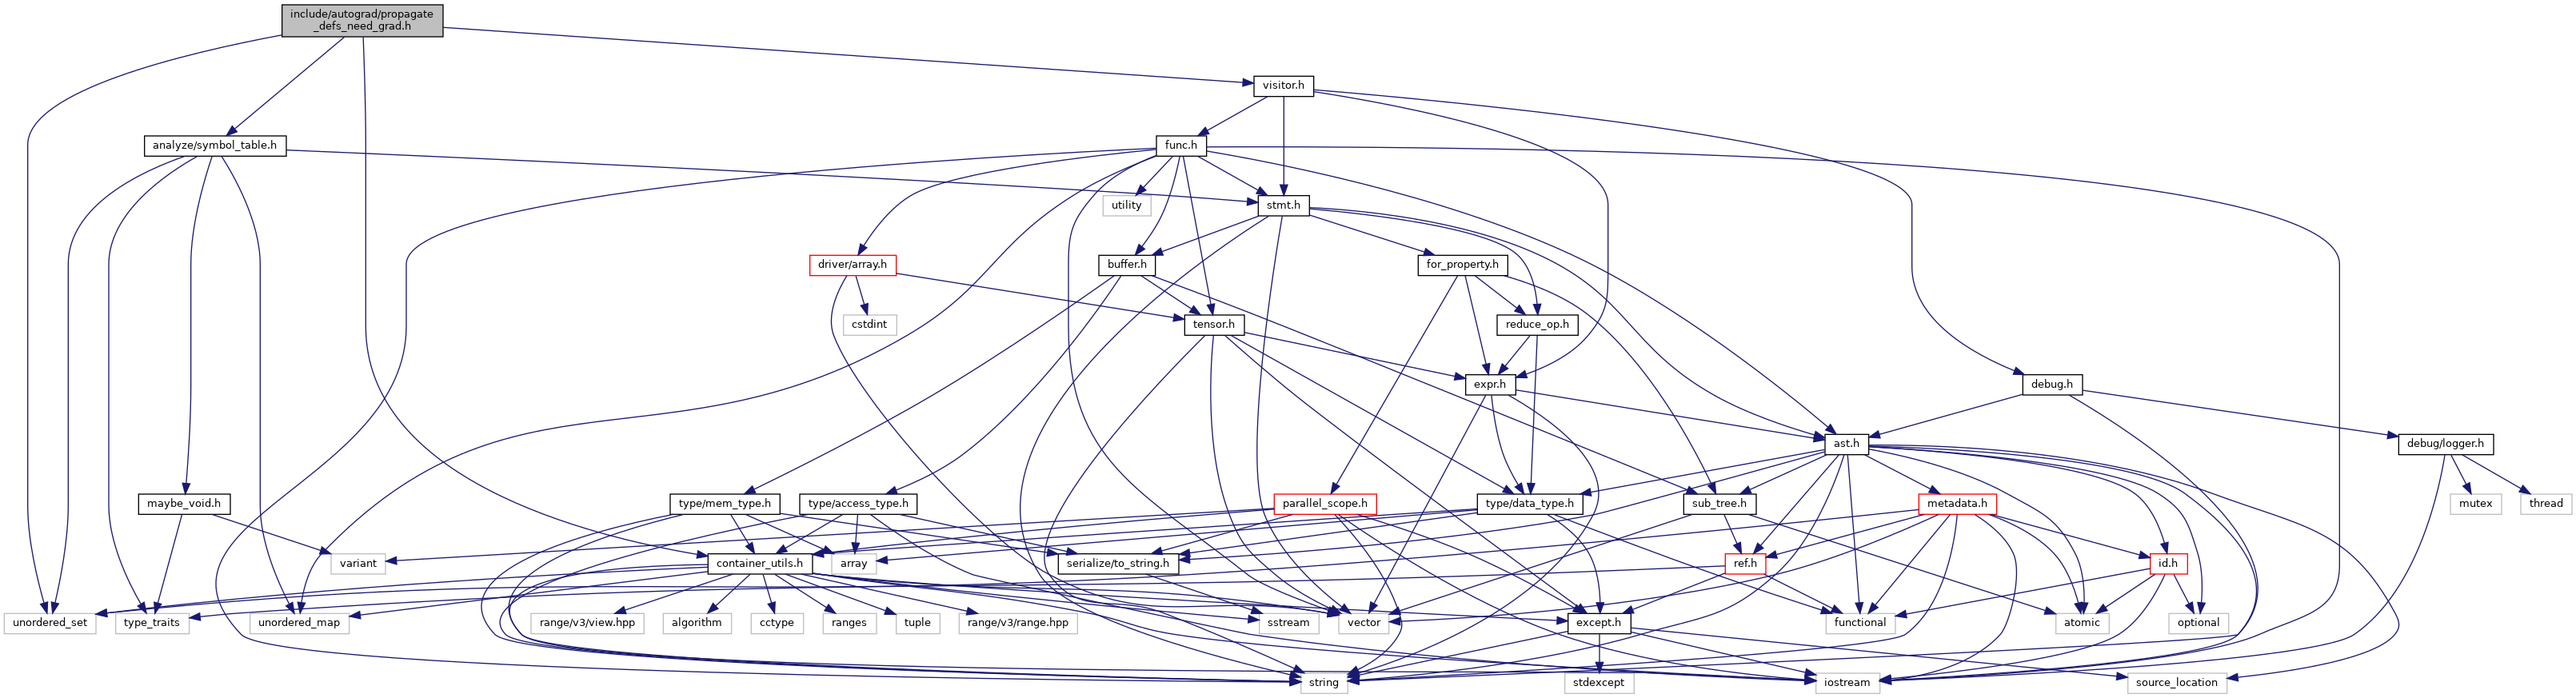 include/autograd/propagate
_defs_need_grad.h
visitor.h
analyze/symbol_table.h
func.h
utility
stmt.h
driver/array.h
buffer.h
for_property.h
cstdint
tensor.h
reduce_op.h
expr.h
debug.h
ast.h
debug/logger.h
maybe_void.h
type/mem_type.h
type/access_type.h
parallel_scope.h
type/data_type.h
sub_tree.h
metadata.h
mutex
thread
variant
container_utils.h
array
serialize/to_string.h
ref.h
id.h
unordered_set
type_traits
unordered_map
range/v3/view.hpp
algorithm
cctype
ranges
tuple
range/v3/range.hpp
sstream
vector
except.h
functional
atomic
optional
string
stdexcept
iostream
source_location